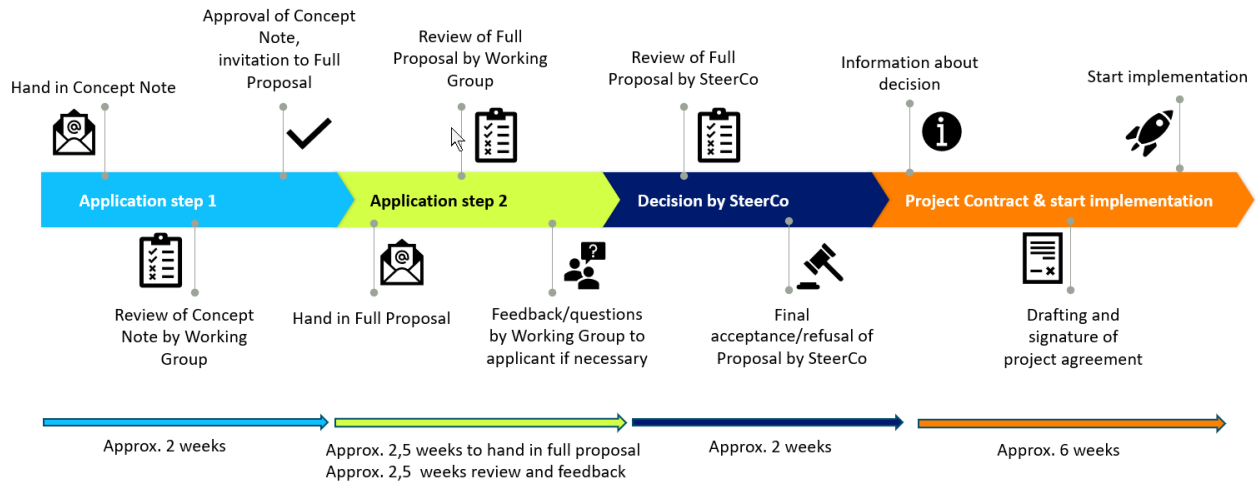 Approval of Concept
Note,
invitation to Full
Proposal
Review of Full
Proposal by Working
Group
Review of Full
Proposal by SteerCo
Information about
decision
Start implementation
Hand in Concept Note
Application step 1
Application step 2
Decision by SteerCo
Project Contract & start implementation
Review of Concept
Note by Working
Group
Hand in Full Proposal
Feedback/questions
by Working Group to
applicant if necessary
Final
acceptance/refusal of
Proposal by SteerCo
Drafting and
signature of
project agreement
Approx. 2 weeks
Approx. 2,5 weeks to hand in full proposal
Approx. 2,5  weeks review and feedback
Approx. 2 weeks
Approx. 6 weeks